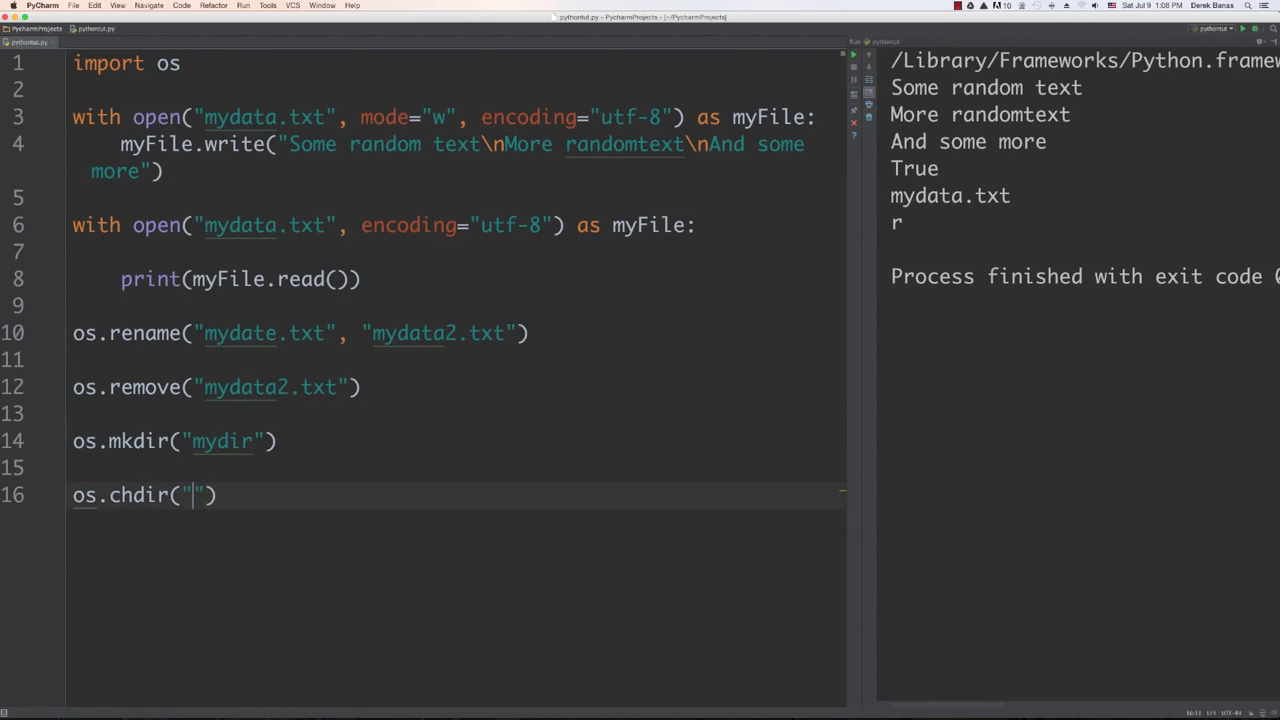 PyCharm File Edit View Navigate Code Refactor Run Tools VCS Window Help Sat Jul 9 1:08 PM Derek Banas
pythontut.py - PycharmProjects - [~/PycharmProjects]
PycharmProjects pythontut.py pythontut
pythontut.py Run pythontut
1 import os
2
3 with open("mydata.txt", mode="w", encoding="utf-8") as myFile:
4 myFile.write("Some random text\nMore randomtext\nAnd some
more")
5
6 with open("mydata.txt", encoding="utf-8") as myFile:
7
8 print(myFile.read())
9
10 os.rename("mydate.txt", "mydata2.txt")
11
12 os.remove("mydata2.txt")
13
14 os.mkdir("mydir")
15
16 os.chdir("")
/Library/Frameworks/Python.framew
Some random text
More randomtext
And some more
True
mydata.txt
r
Process finished with exit code
16:11 LF UTF-8